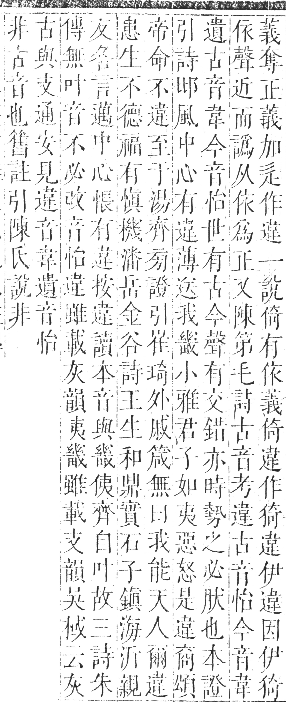 義奪正義加辵作違一說倚有依義倚違作猗違伊違因伊猗
依聲近而譌从依爲正又陳第毛詩古音考違古音怡今音韋
遺古音韋今音怡世有古今聲有交錯亦時勢之必肰也本證
引詩邶風中心有違薄送我畿小雅君子如夷惡怒是違商頌
帝命不違至于湯齊旁證引崔琦外戚箴無曰我能天人爾違
患生不德福有慎機潘岳金谷詩王生和鼎實石子鎮海沂親
友各言邁中心悵有違按違讀本音與畿俟齊自叶故三詩朱
傳無叶音不必改音怡違雖載灰韻夷畿雖載支韻吴棫云灰
古與支通安見違音韋遺音怡
非古音也舊註引陳氏說非